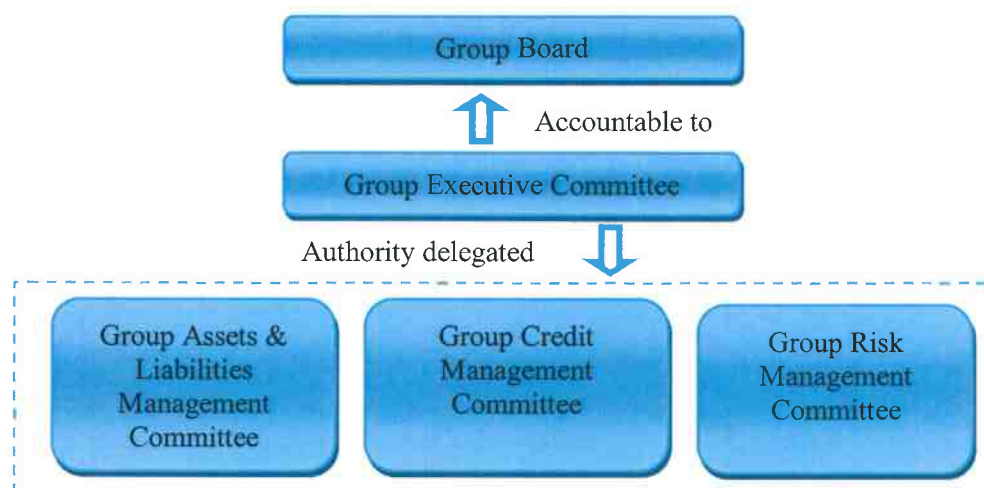 Group Board
Accountable to
Group Executive Committee
Authority delegated
Group Assets &
Liabilities
Management
Committee
Group Credit
Management
Committee
Group Risk
Management
Committee